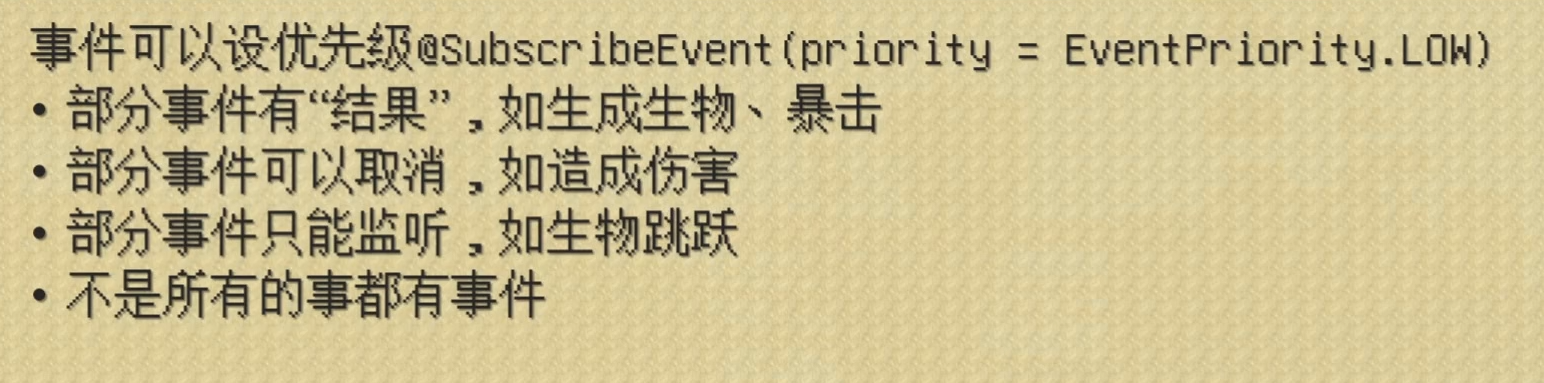 事件可以设优先级@SubscribeEvent(priority = EventPriority.LOW)
• 部分事件有“结果”，如生成生物、暴击
• 部分事件可以取消，如造成伤害
• 部分事件只能监听，如生物跳跃
• 不是所有的事都有事件